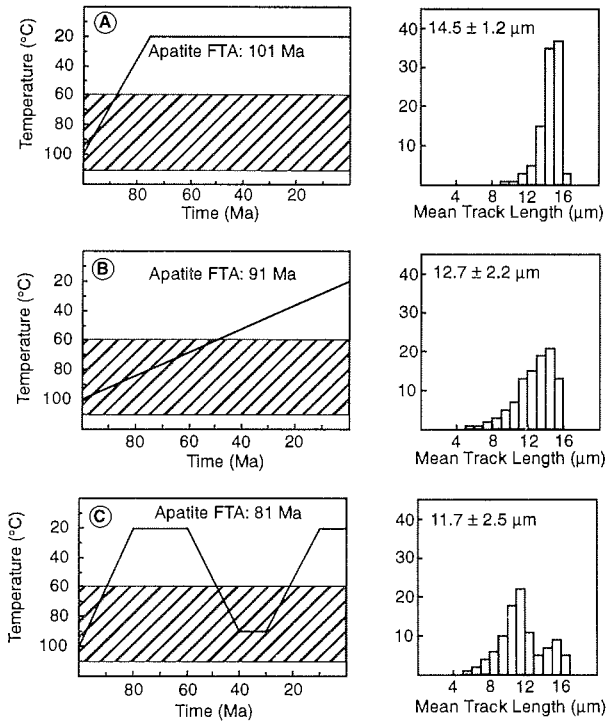 A
Apatite FTA: 101 Ma
Temperature (°C)
20
40
60
80
100
80
60
40
20
Time (Ma)
14.5 ± 1.2 µm
40
30
20
10
4
8
12
16
Mean Track Length (µm)
B
Apatite FTA: 91 Ma
Temperature (°C)
20
40
60
80
100
80
60
40
20
Time (Ma)
12.7 ± 2.2 µm
40
30
20
10
4
8
12
16
Mean Track Length (µm)
C
Apatite FTA: 81 Ma
Temperature (°C)
20
40
60
80
100
80
60
40
20
Time (Ma)
11.7 ± 2.5 µm
40
30
20
10
4
8
12
16
Mean Track Length (µm)